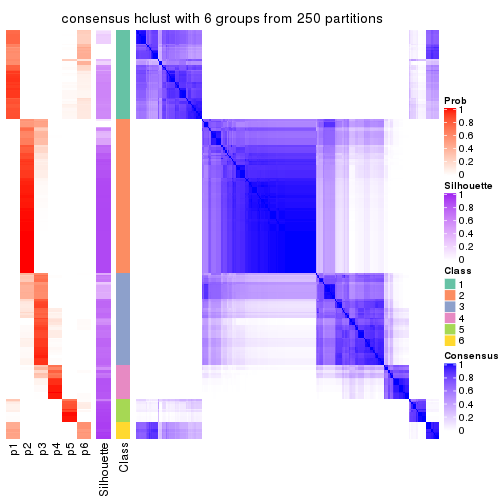 consensus hclust with 6 groups from 250 partitions
Prob
1
0.8
0.6
0.4
0.2
0
Silhouette
1
0.8
0.6
0.4
0.2
0
Class
1
2
3
4
5
6
Consensus
1
0.8
0.6
0.4
0.2
0
p1
p2
p3
p4
p5
p6
Silhouette
Class